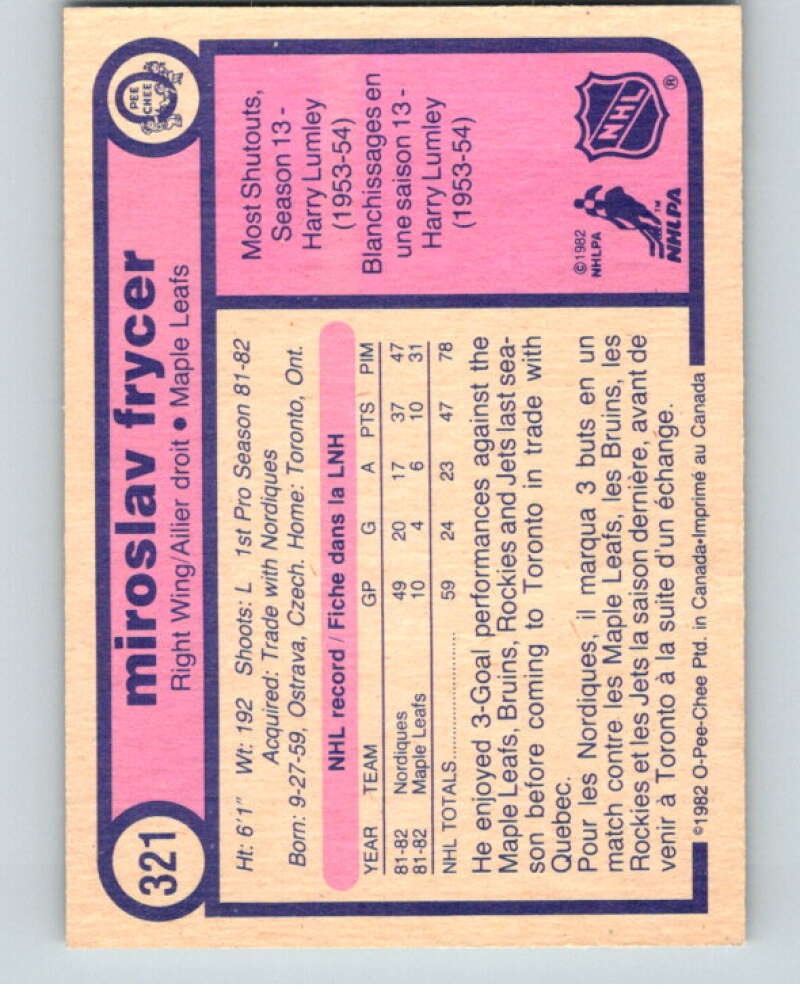 321
miroslav frycer
Right Wing/Ailier droit • Maple Leafs
PEE
CHEE
Ht: 6'1" Wt: 192 Shoots: L 1st Pro Season 81-82
Acquired: Trade with Nordiques
Born: 9-27-59, Ostrava, Czech. Home: Toronto, Ont.
NHL record / Fiche dans la LNH
YEAR TEAM GP G A PTS PIM
81-82 Nordiques 49 20 17 37 47
81-82 Maple Leafs 10 4 6 10 31
NHL TOTALS 59 24 23 47 78
He enjoyed 3-Goal performances against the
Maple Leafs, Bruins, Rockies and Jets last sea-
son before coming to Toronto in trade with
Quebec.
Pour les Nordiques, il marqua 3 buts en un
match contre les Maple Leafs, les Bruins, les
Rockies et les Jets la saison dernière, avant de
venir à Toronto à la suite d'un échange.
©1982 O-Pee-Chee Ptd. in Canada•Imprimé au Canada
Most Shutouts,
Season 13 -
Harry Lumley
(1953-54)
Blanchissages en
une saison 13 -
Harry Lumley
(1953-54)
©1982
NHLPA
NHLPA
™
NHL
®